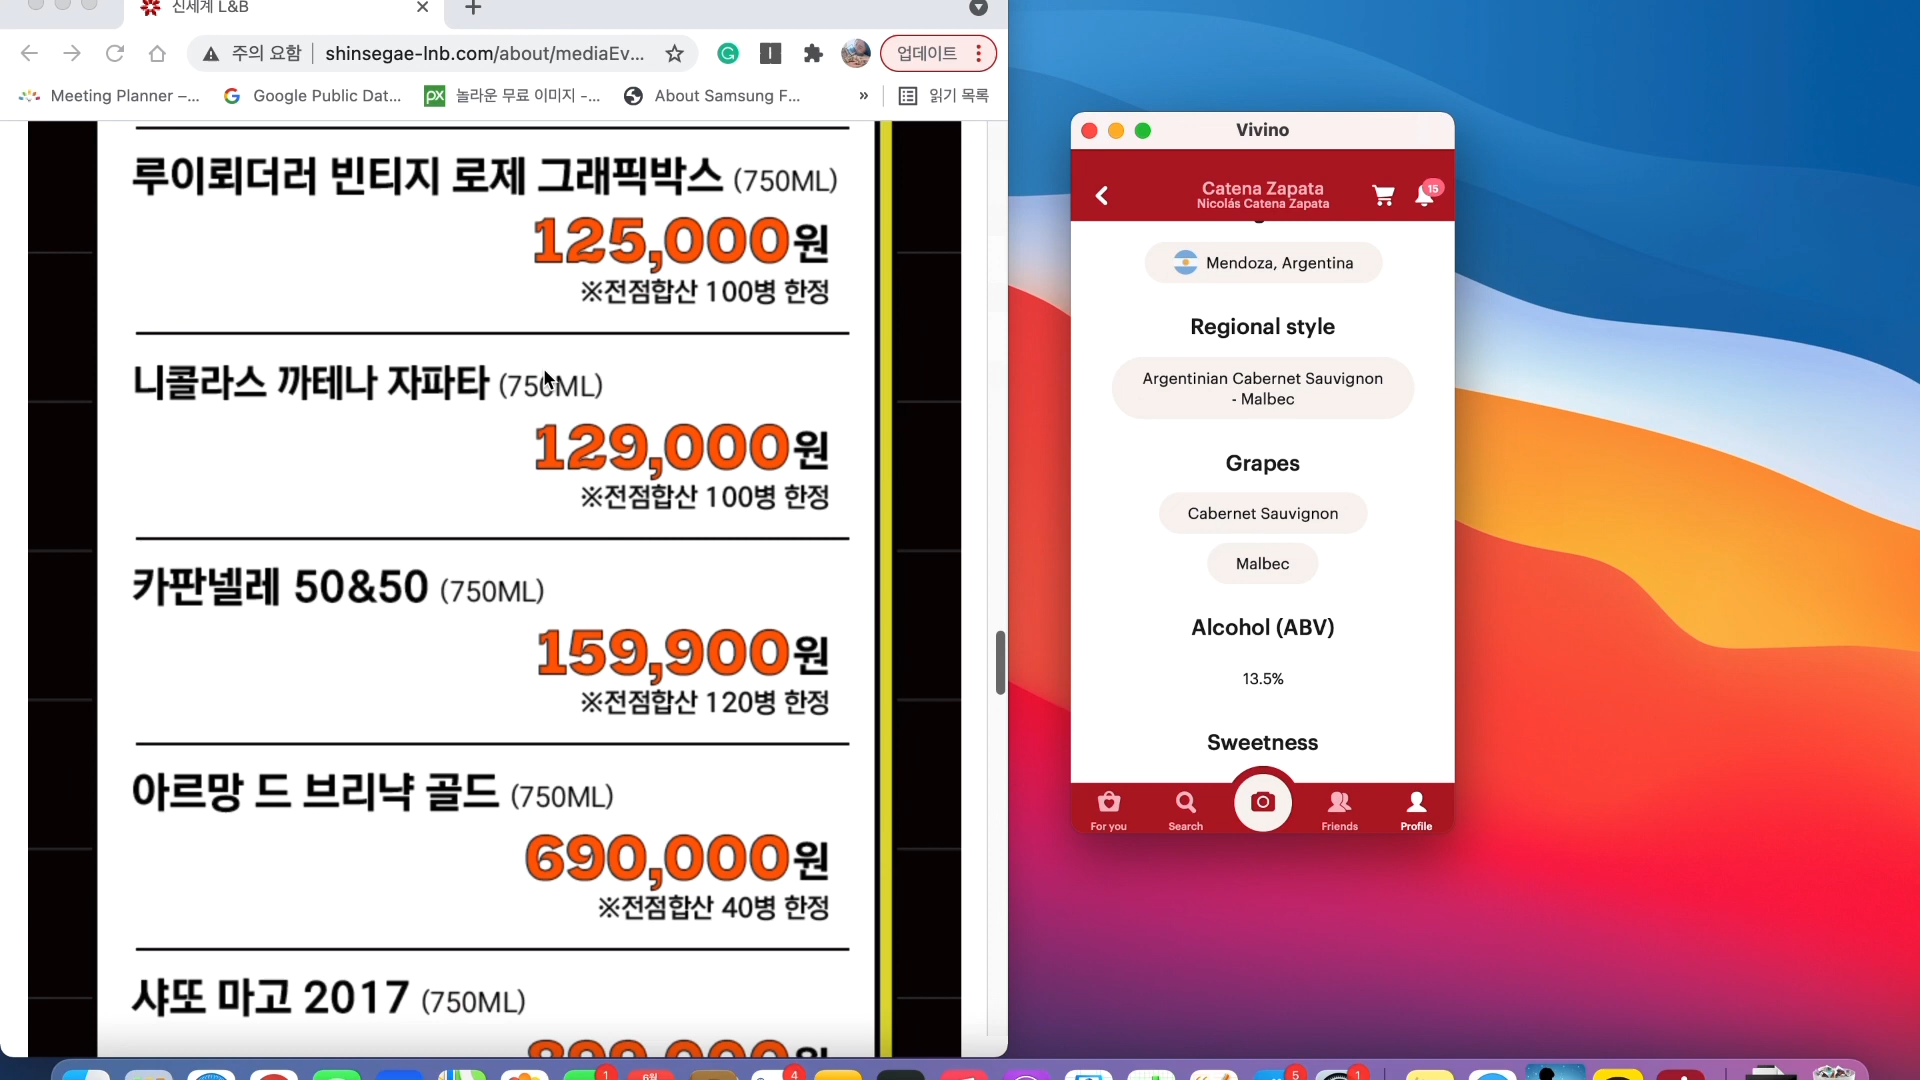 신세계 L&B
주의 요함
shinsegae-lnb.com/about/mediaEv...
업데이트
Meeting Planner –...
Google Public Dat...
놀라운 무료 이미지 -...
About Samsung F...
»
읽기 목록
루이뢰더러 빈티지 로제 그래픽박스 (750ML)
125,000원
※전점합산 100병 한정
니콜라스 까테나 자파타 (750ML)
129,000원
※전점합산 100병 한정
카판넬레 50&50 (750ML)
159,900원
※전점합산 120병 한정
아르망 드 브리냑 골드 (750ML)
690,000원
※전점합산 40병 한정
샤또 마고 2017 (750ML)
Vivino
Catena Zapata
Nicolás Catena Zapata
15
Mendoza, Argentina
Regional style
Argentinian Cabernet Sauvignon
- Malbec
Grapes
Cabernet Sauvignon
Malbec
Alcohol (ABV)
13.5%
Sweetness
For you
Search
Friends
Profile
1
6월
4
5
1